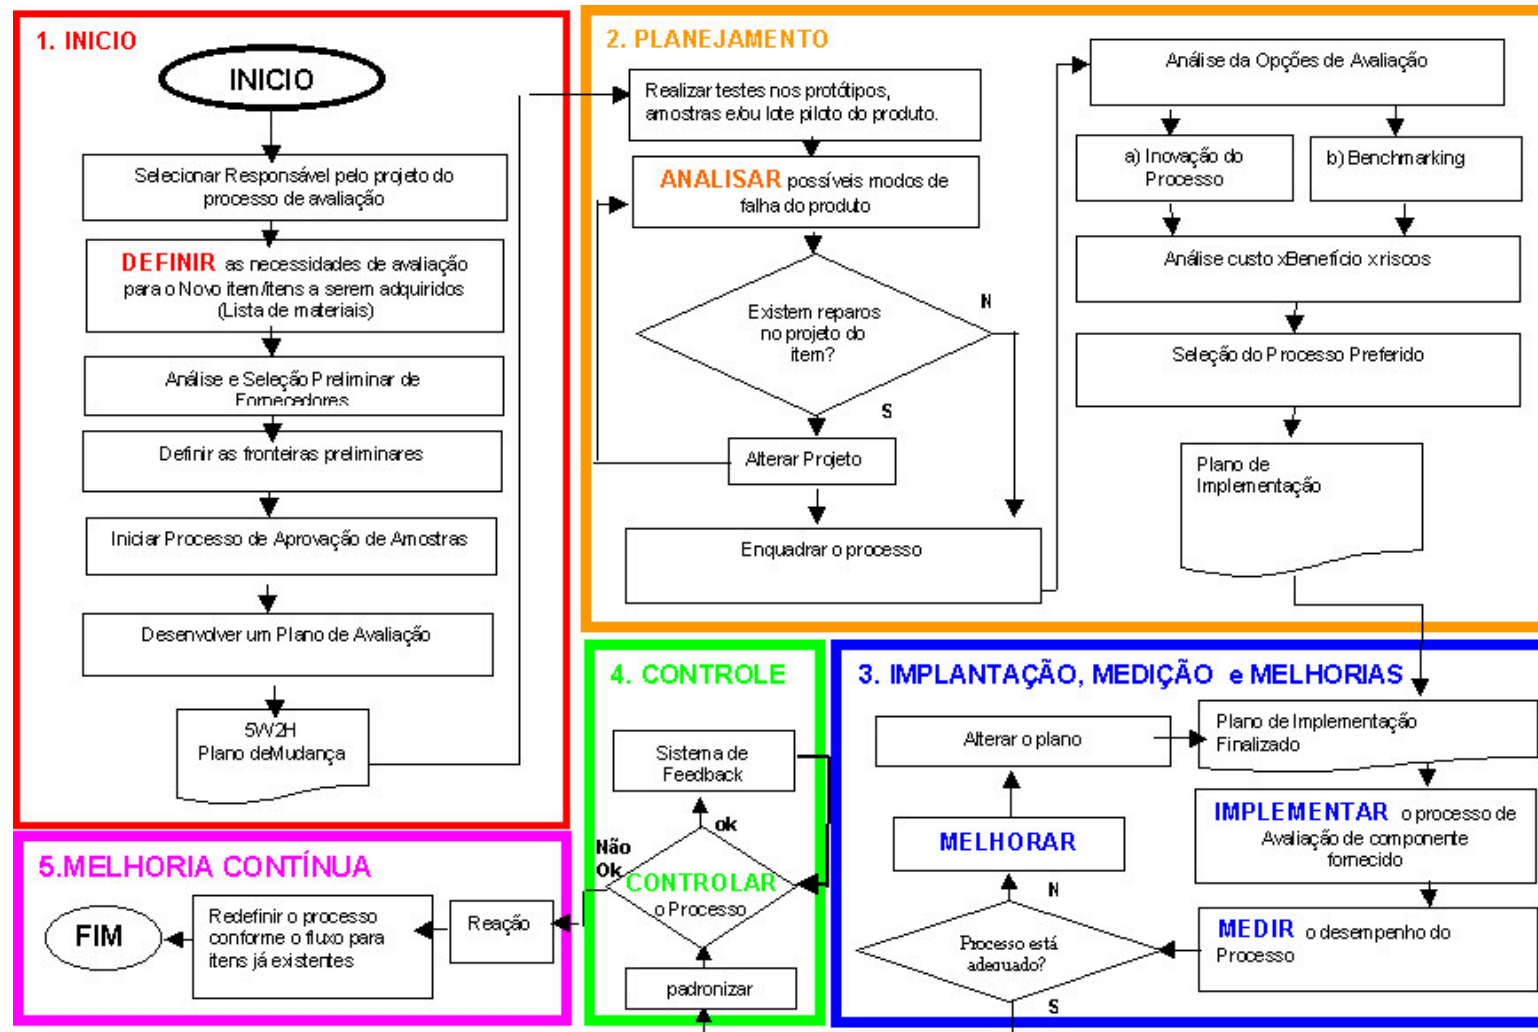 1. INICIO
INICIO
Selecionar Responsável pelo projeto do
processo de avaliação
DEFINIR as necessidades de avaliação
para o Novo item/itens a serem adquiridos
(Lista de materiais)
Análise e Seleção Preliminar de
Fornecedores
Definir as fronteiras preliminares
Iniciar Processo de Aprovação de Amostras
Desenvolver um Plano de Avaliação
5W2H
Plano deMudança
2. PLANEJAMENTO
Realizar testes nos protótipos,
amostras e/ou lote piloto do produto.
ANALISAR possíveis modos de
falha do produto
Existem reparos
no projeto do
item?
N
S
Alterar Projeto
Enquadrar o processo
Análise da Opções de Avaliação
a) Inovação do
Processo
b) Benchmarking
Análise custo xBenefício x riscos
Seleção do Processo Preferido
Plano de
Implementação
3. IMPLANTAÇÃO, MEDIÇÃO e MELHORIAS
Alterar o plano
Plano de Implementação
Finalizado
IMPLEMENTAR o processo de
Avaliação de componente
fornecido
MELHORAR
MEDIR o desempenho do
Processo
N
Processo está
adequado?
S
4. CONTROLE
Sistema de
Feedback
ok
Não
Ok
CONTROLAR
o Processo
padronizar
5.MELHORIA CONTÍNUA
Reação
Redefinir o processo
conforme o fluxo para
itens já existentes
FIM